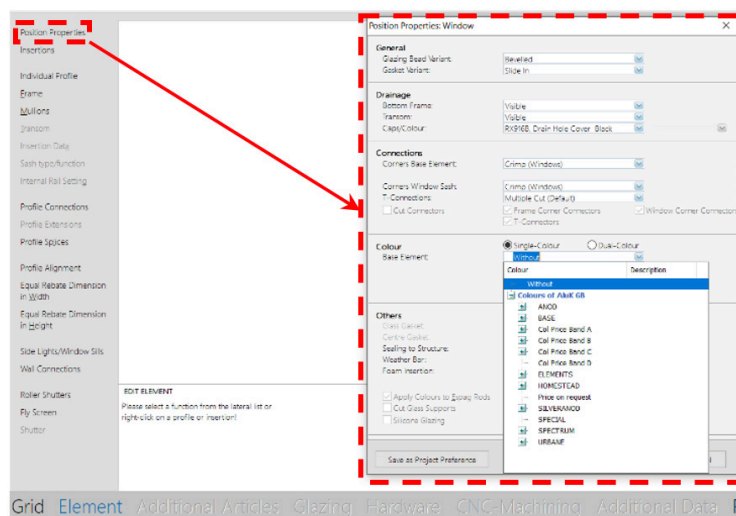 Position Properties
Insertions
Individual Profile
Frame
Mullions
Transom
Insertion Data
Sash type/function
Internal Rail Setting
Profile Connections
Profile Extensions
Profile Splices
Profile Alignment
Equal Rebate Dimension
in Width
Equal Rebate Dimension
in Height
Side Lights/Window Sills
Wall Connections
Roller Shutters
Fly Screen
Shutter
EDIT ELEMENT
Please select a function from the lateral list or
right-click on a profile or insertion!
Position Properties: Window
General
Glazing Bead Variant: Bevelled
Gasket Variant: Slide In
Drainage
Bottom Frame: Visible
Transom: Visible
Caps/Colour: RX916B, Drain Hole Cover Black
Connections
Corners Base Element: Crimp (Windows)
Corners Window Sash: Crimp (Windows)
T-Connections: Multiple Cut (Default)
Cut Connectors Frame Corner Connectors Window Corner Connectors
T-Connectors
Colour Single-Colour Dual-Colour
Base Element: Without
Colour Description
Without
Colours of AluK GB
ANOD
BASE
Col Price Band A
Col Price Band B
Col Price Band C
Col Price Band D
ELEMENTS
HOMESTEAD
Price on request
SILVERANOD
SPECIAL
SPECTRUM
URBANE
Others
Glass Gasket:
Centre Gasket:
Sealing to Structure:
Weather Bar:
Foam Insertion:
Apply Colours to Espag Rods
Cut Glass Supports
Silicone Glazing
Save as Project Preference
Grid Element Additional Articles Glazing Hardware CNC-Machining Additional Data